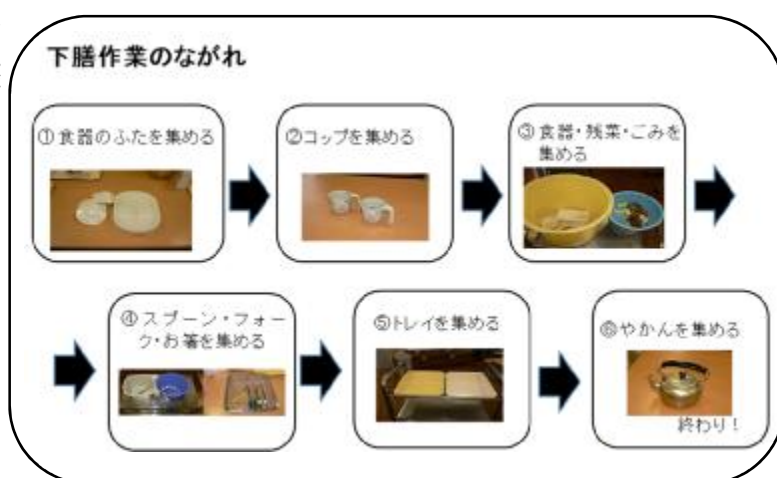 下膳作業のながれ
①食器のふたを集める
②コップを集める
③食器・残菜・ごみを
集める
④スプーン・フォー
ク・お箸を集める
⑤トレイを集める
⑥やかんを集める
終わり！